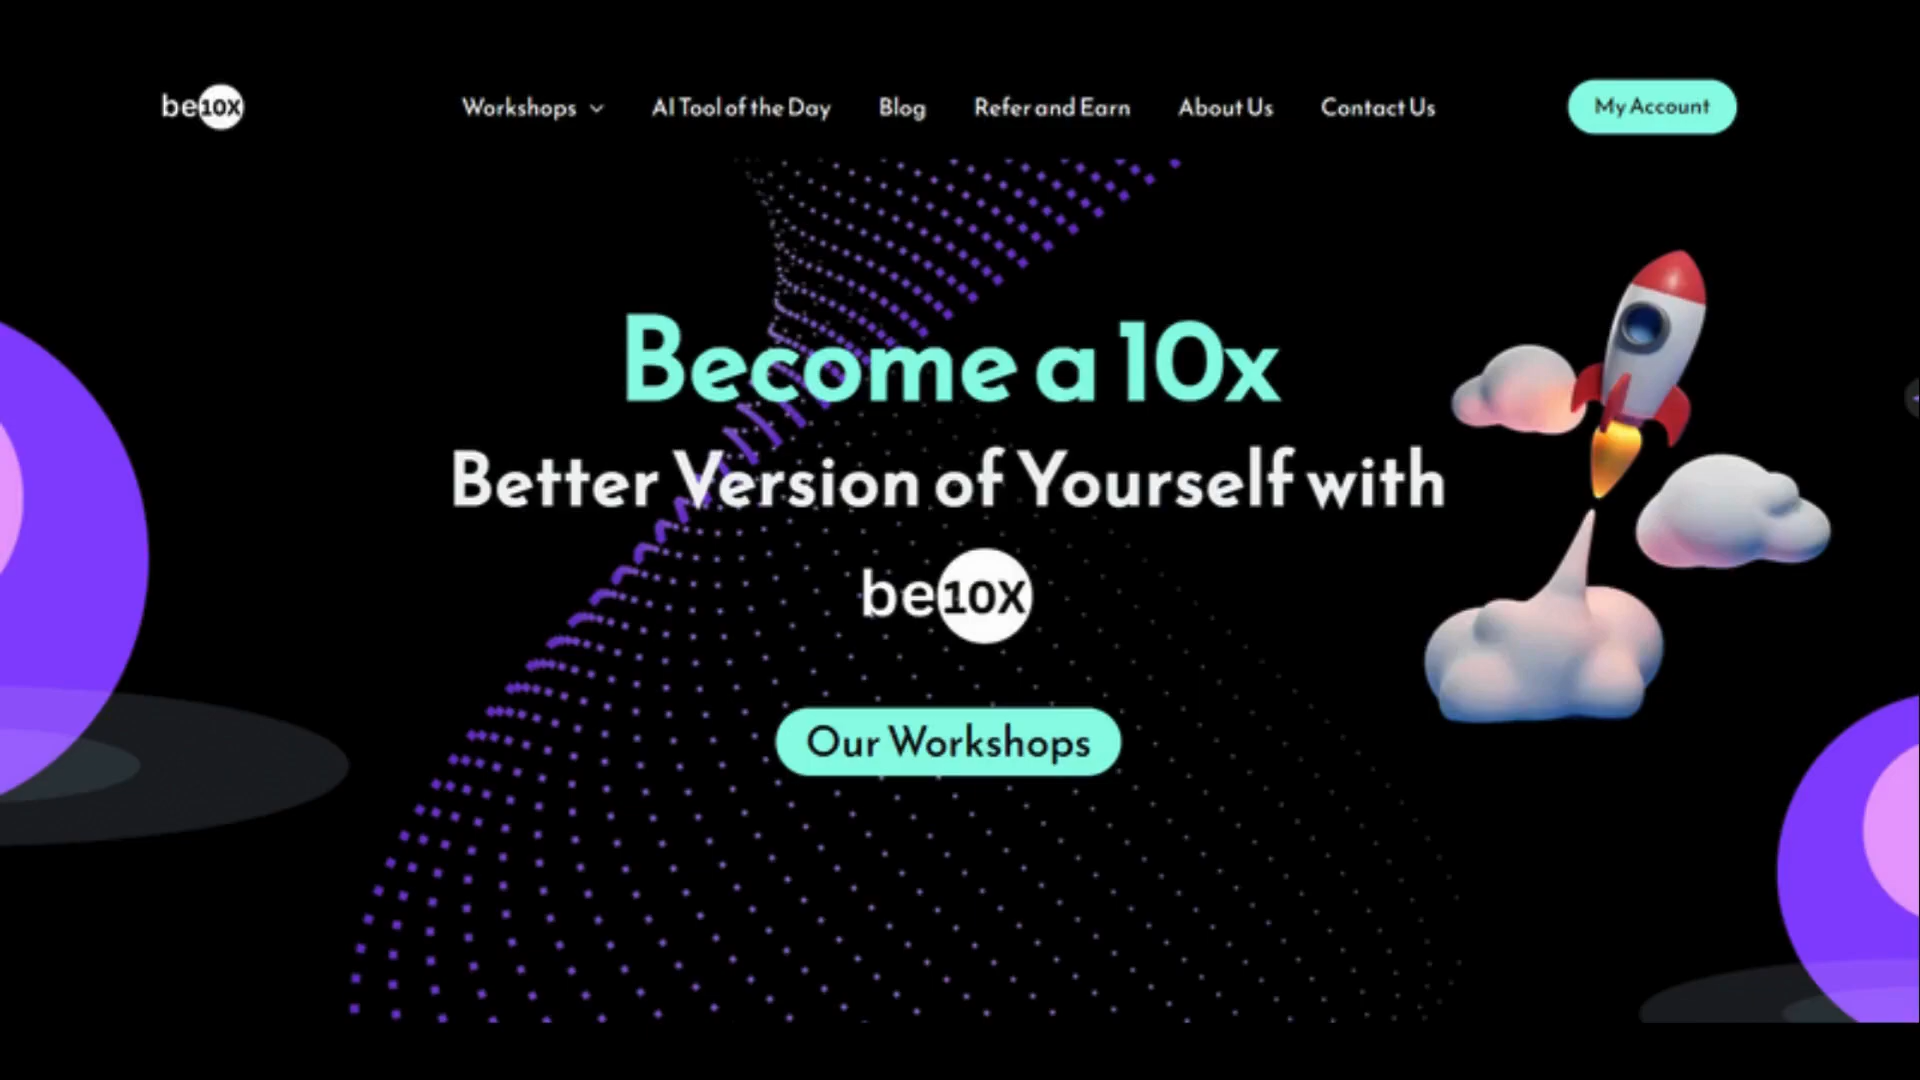 be10X
Workshops
AI Tool of the Day
Blog
Refer and Earn
About Us
Contact Us
My Account
Become a 10x
Better Version of Yourself with
be10X
Our Workshops